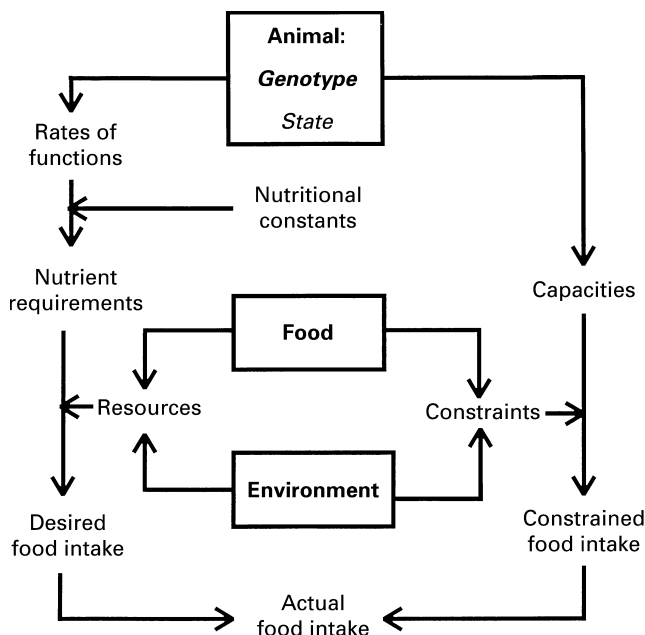 Animal:
Genotype
State
Rates of
functions
Nutritional
constants
Nutrient
requirements
Capacities
Food
Resources
Constraints
Environment
Desired
food intake
Constrained
food intake
Actual
food intake